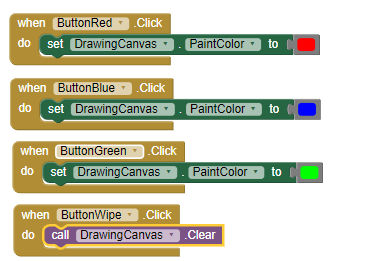 when ButtonRed .Click
do set DrawingCanvas . PaintColor to
when ButtonBlue .Click
do set DrawingCanvas . PaintColor to
when ButtonGreen .Click
do set DrawingCanvas . PaintColor to
when ButtonWipe .Click
do call DrawingCanvas .Clear